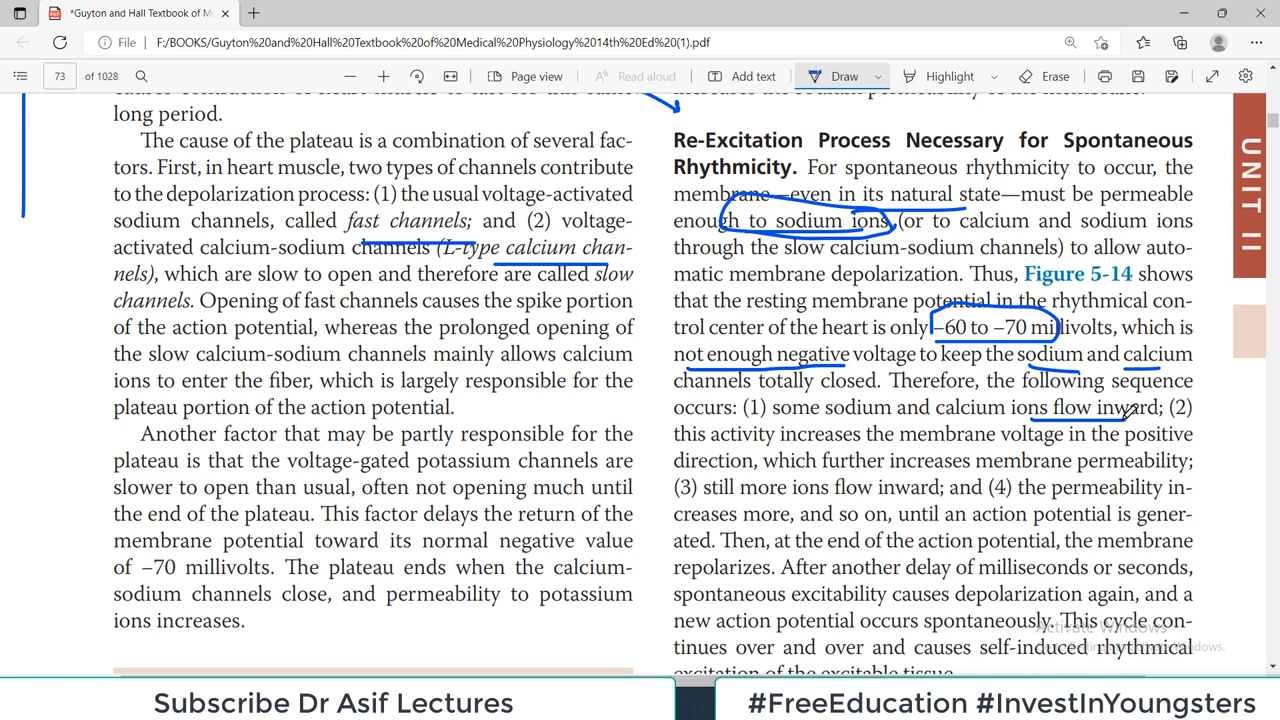 *Guyton and Hall Textbook of M
File
F:/BOOKS/Guyton%20and%20Hall%20Textbook%20of%20Medical%20Physiology%2014th%20Ed%20(1).pdf
73 of 1028
Page view
Read aloud
Add text
Draw
Highlight
Erase
long period.
The cause of the plateau is a combination of several fac-
tors. First, in heart muscle, two types of channels contribute
to the depolarization process: (1) the usual voltage-activated
sodium channels, called fast channels; and (2) voltage-
activated calcium-sodium channels (L-type calcium chan-
nels), which are slow to open and therefore are called slow
channels. Opening of fast channels causes the spike portion
of the action potential, whereas the prolonged opening of
the slow calcium-sodium channels mainly allows calcium
ions to enter the fiber, which is largely responsible for the
plateau portion of the action potential.
Another factor that may be partly responsible for the
plateau is that the voltage-gated potassium channels are
slower to open than usual, often not opening much until
the end of the plateau. This factor delays the return of the
membrane potential toward its normal negative value
of –70 millivolts. The plateau ends when the calcium-
sodium channels close, and permeability to potassium
ions increases.
Re-Excitation Process Necessary for Spontaneous
Rhythmicity. For spontaneous rhythmicity to occur, the
membrane—even in its natural state—must be permeable
enough to sodium ions (or to calcium and sodium ions
through the slow calcium-sodium channels) to allow auto-
matic membrane depolarization. Thus, Figure 5-14 shows
that the resting membrane potential in the rhythmical con-
trol center of the heart is only –60 to –70 millivolts, which is
not enough negative voltage to keep the sodium and calcium
channels totally closed. Therefore, the following sequence
occurs: (1) some sodium and calcium ions flow inward; (2)
this activity increases the membrane voltage in the positive
direction, which further increases membrane permeability;
(3) still more ions flow inward; and (4) the permeability in-
creases more, and so on, until an action potential is gener-
ated. Then, at the end of the action potential, the membrane
repolarizes. After another delay of milliseconds or seconds,
spontaneous excitability causes depolarization again, and a
new action potential occurs spontaneously. This cycle con-
tinues over and over and causes self-induced rhythmical
excitation of the excitable tissue.
UNIT II
Activate Windows
Go to Settings to activate Windows.
Subscribe Dr Asif Lectures
#FreeEducation #InvestInYoungsters